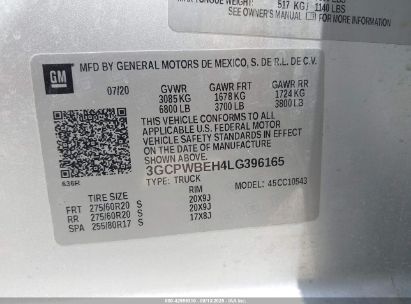 517 KG / 1140 LBS
SEE OWNER'S MANUAL FOR MORE INFORMATION
GM MFD BY GENERAL MOTORS DE MEXICO, S. DE R.L. DE C.V.
07/20 GVWR GAWR FRT GAWR RR
3085 KG 1678 KG 1724 KG
6800 LB 3700 LB 3800 LB
THIS VEHICLE CONFORMS TO ALL
APPLICABLE U.S. FEDERAL MOTOR
VEHICLE SAFETY STANDARDS IN EFFECT
ON THE DATE OF MANUFACTURE SHOWN ABOVE.
3GCPWBEH4LG396165
TYPE: TRUCK MODEL: 4SCC10543
636R
TIRE SIZE RIM
FRT 275/60R20 S 20X9J
RR 275/60R20 S 20X9J
SPA 255/80R17 S 17X8J